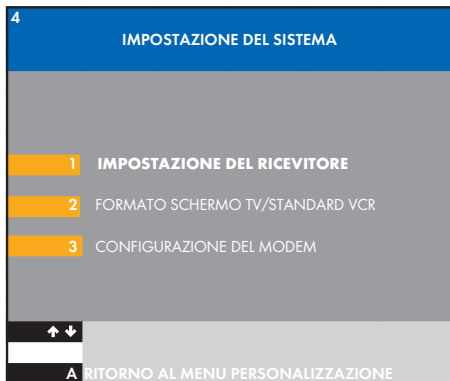 4
IMPOSTAZIONE DEL SISTEMA
1 IMPOSTAZIONE DEL RICEVITORE
2 FORMATO SCHERMO TV/STANDARD VCR
3 CONFIGURAZIONE DEL MODEM
A RITORNO AL MENU PERSONALIZZAZIONE